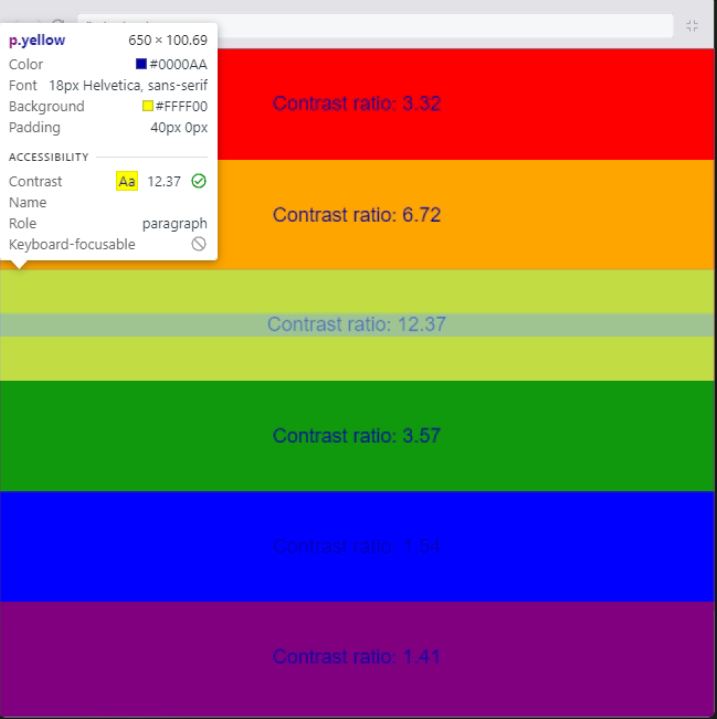 p.yellow 650 × 100.69
Color #0000AA
Font 18px Helvetica, sans-serif
Background #FFFF00
Padding 40px 0px
ACCESSIBILITY
Contrast Aa 12.37
Name
Role paragraph
Keyboard-focusable
Contrast ratio: 3.32
Contrast ratio: 6.72
Contrast ratio: 12.37
Contrast ratio: 3.57
Contrast ratio: 1.54
Contrast ratio: 1.41